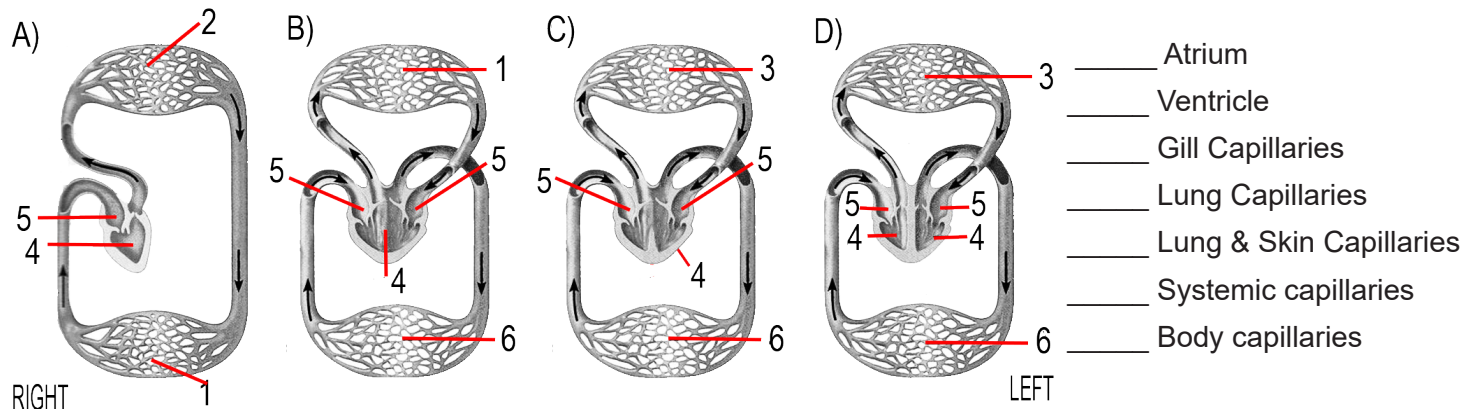 A)
2
5
4
1
RIGHT
B)
1
5
5
4
6
C)
3
5
5
4
6
D)
3
5
5
4
4
6
LEFT
______ Atrium
______ Ventricle
______ Gill Capillaries
______ Lung Capillaries
______ Lung & Skin Capillaries
______ Systemic capillaries
______ Body capillaries